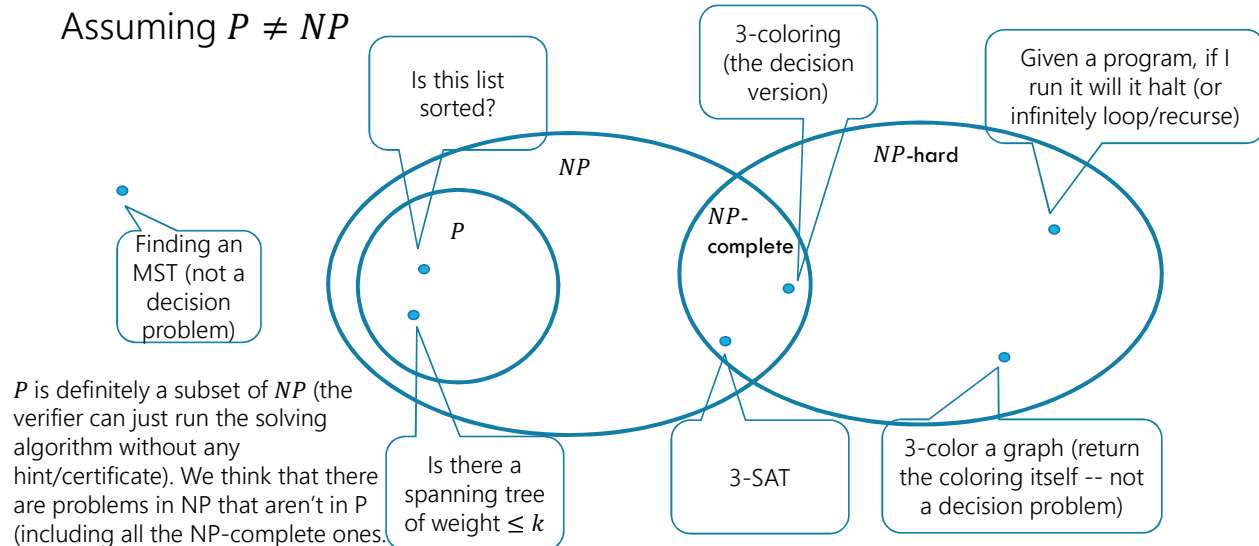 Assuming P ≠ NP
Is this list
sorted?
3-coloring
(the decision
version)
Given a program, if I
run it will it halt (or
infinitely loop/recurse)
NP
NP-hard
P
NP-
complete
Finding an
MST (not a
decision
problem)
P is definitely a subset of NP (the
verifier can just run the solving
algorithm without any
hint/certificate). We think that there
are problems in NP that aren't in P
(including all the NP-complete ones.
Is there a
spanning tree
of weight ≤ k
3-SAT
3-color a graph (return
the coloring itself -- not
a decision problem)